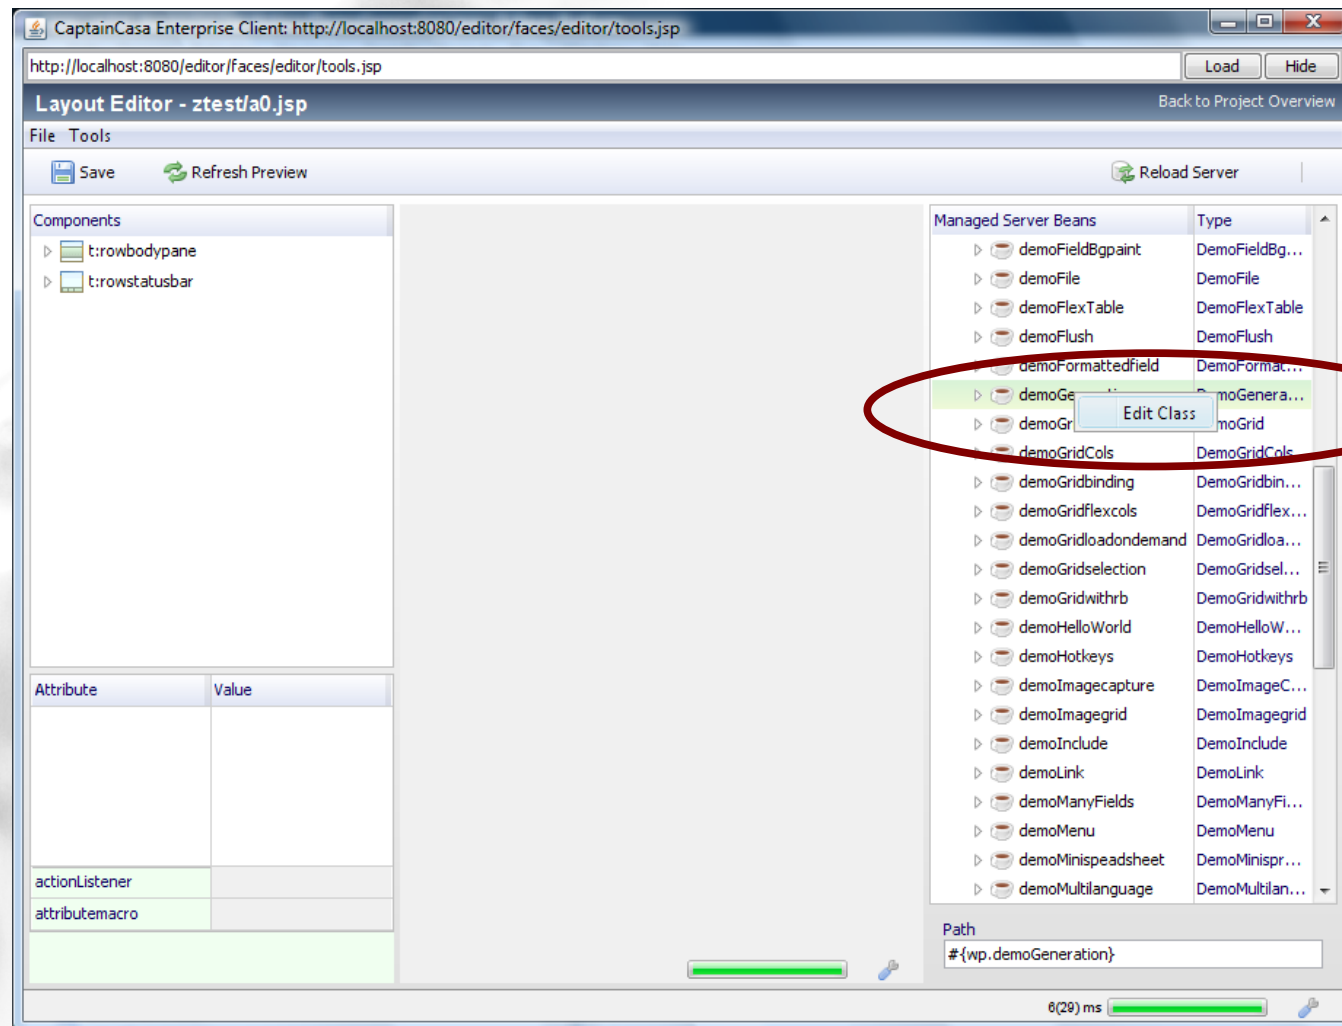 CaptainCasa Enterprise Client: http://localhost:8080/editor/faces/editor/tools.jsp
http://localhost:8080/editor/faces/editor/tools.jsp Load Hide
Layout Editor - ztest/a0.jsp Back to Project Overview
File Tools
Save Refresh Preview Reload Server
Components
t:rowbodypane
t:rowstatusbar
Attribute Value
actionListener
attributemacro
Managed Server Beans Type
demoFieldBgpaint DemoFieldBg...
demoFile DemoFile
demoFlexTable DemoFlexTable
demoFlush DemoFlush
demoFormattedfield DemoFormat...
demoGe moGenera...
Edit Class
demoGr moGrid
demoGridCols DemoGridCols
demoGridbinding DemoGridbin...
demoGridflexcols DemoGridflex...
demoGridloadondemand DemoGridloa...
demoGridselection DemoGridsel...
demoGridwithrb DemoGridwithrb
demoHelloWorld DemoHelloW...
demoHotkeys DemoHotkeys
demoImagecapture DemoImageC...
demoImagegrid DemoImagegrid
demoInclude DemoInclude
demoLink DemoLink
demoManyFields DemoManyFi...
demoMenu DemoMenu
demoMinispeadsheet DemoMinispr...
demoMultilanguage DemoMultilan...
Path
#{wp.demoGeneration}
6(29) ms